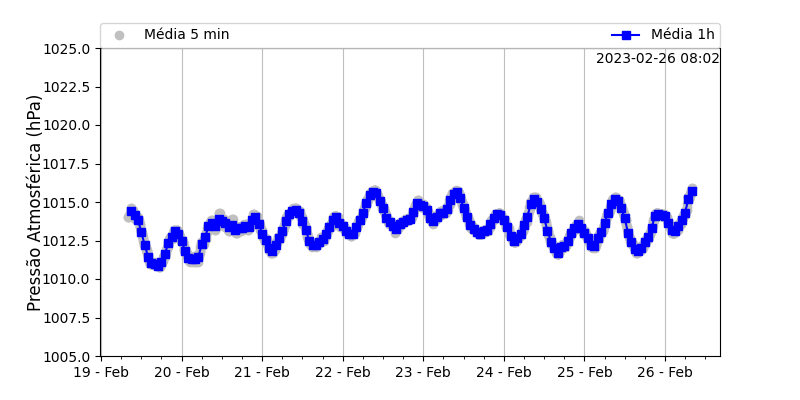 Média 5 min
Média 1h
2023-02-26 08:02
Pressão Atmosférica (hPa)
1025.0
1022.5
1020.0
1017.5
1015.0
1012.5
1010.0
1007.5
1005.0
19 - Feb
20 - Feb
21 - Feb
22 - Feb
23 - Feb
24 - Feb
25 - Feb
26 - Feb